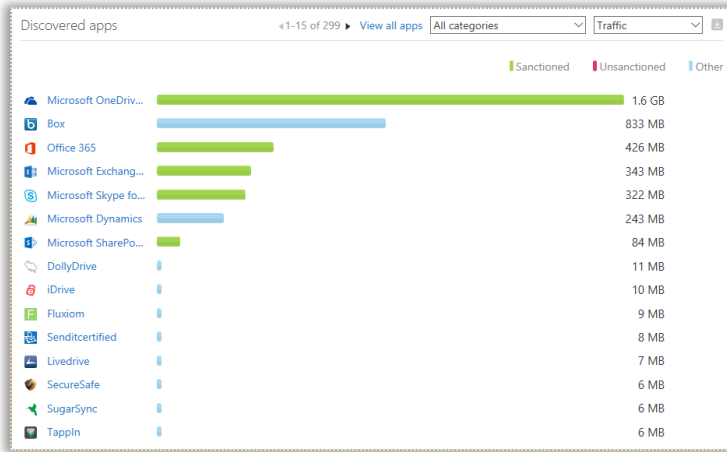 Discovered apps 1-15 of 299 View all apps All categories Traffic
Sanctioned Unsanctioned Other
Microsoft OneDriv... 1.6 GB
Box 833 MB
Office 365 426 MB
Microsoft Exchang... 343 MB
Microsoft Skype fo... 322 MB
Microsoft Dynamics 243 MB
Microsoft SharePo... 84 MB
DollyDrive 11 MB
iDrive 10 MB
Fluxiom 9 MB
Senditcertified 8 MB
Livedrive 7 MB
SecureSafe 6 MB
SugarSync 6 MB
TappIn 6 MB